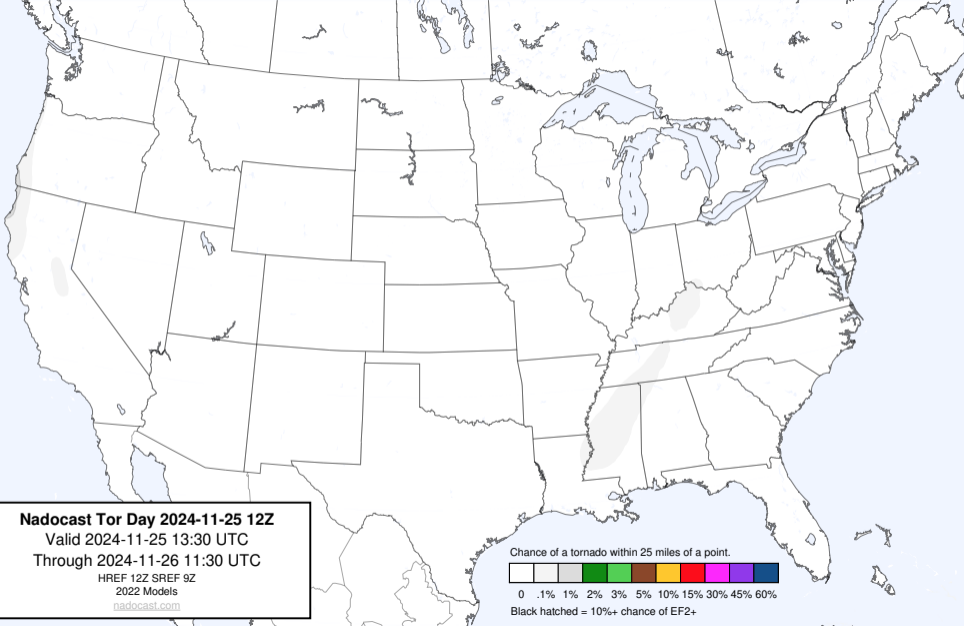 Nadocast Tor Day 2024-11-25 12Z
Valid 2024-11-25 13:30 UTC
Through 2024-11-26 11:30 UTC
HREF 12Z SREF 9Z
2022 Models
nadocast.com
Chance of a tornado within 25 miles of a point.
0 .1% 1% 2% 3% 5% 10% 15% 30% 45% 60%
Black hatched = 10%+ chance of EF2+